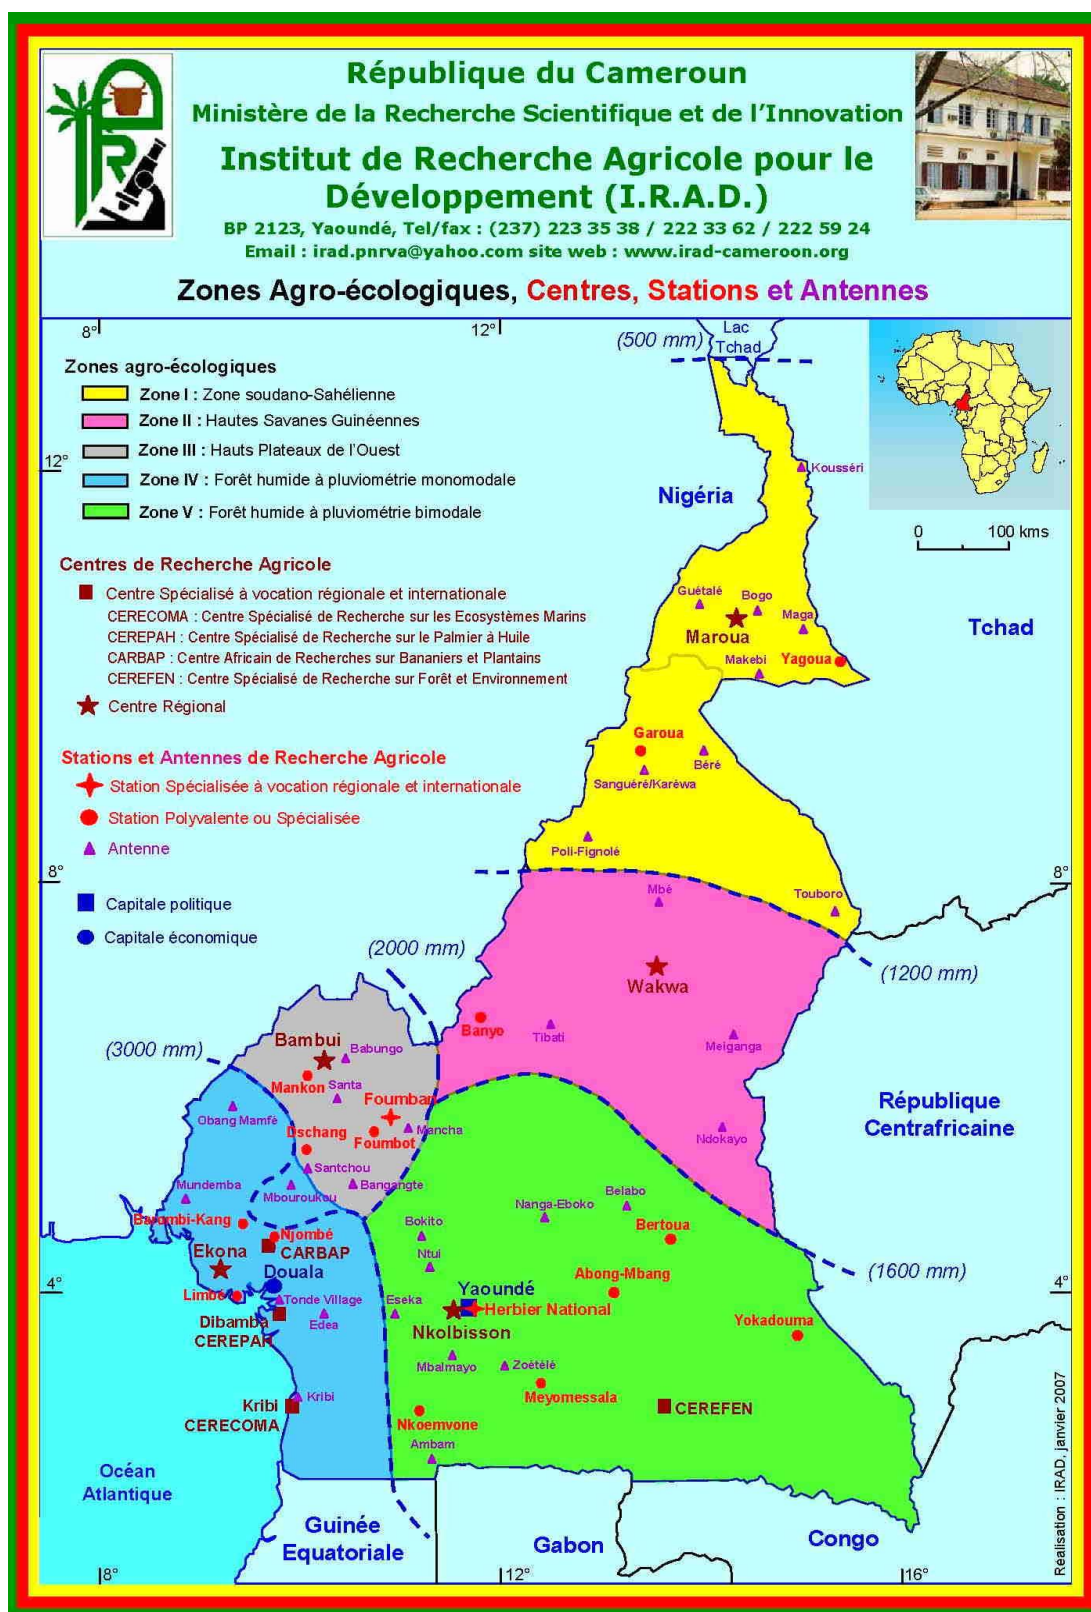 République du Cameroun
Ministère de la Recherche Scientifique et de l'Innovation
Institut de Recherche Agricole pour le
Développement (I.R.A.D.)
BP 2123, Yaoundé, Tel/fax : (237) 223 35 38 / 222 33 62 / 222 59 24
Email : irad.pnrva@yahoo.com site web : www.irad-cameroon.org
Zones Agro-écologiques, Centres, Stations et Antennes
8°
12°
(500 mm)
Lac
Tchad
Zones agro-écologiques
Zone I : Zone soudano-Sahélienne
Zone II : Hautes Savanes Guinéennes
Zone III : Hauts Plateaux de l'Ouest
Zone IV : Forêt humide à pluviométrie monomodale
Zone V : Forêt humide à pluviométrie bimodale
12°
Centres de Recherche Agricole
Centre Spécialisé à vocation régionale et internationale
CERECOMA : Centre Spécialisé de Recherche sur les Ecosystèmes Marins
CEREPAH : Centre Spécialisé de Recherche sur le Palmier à Huile
CARBAP : Centre Africain de Recherches sur Bananiers et Plantains
CEREFEN : Centre Spécialisé de Recherche sur Forêt et Environnement
Centre Régional
Stations et Antennes de Recherche Agricole
Station Spécialisée à vocation régionale et internationale
Station Polyvalente ou Spécialisée
Antenne
8°
Capitale politique
Capitale économique
0 100 kms
Kousséri
Nigéria
Guétalé
Bogo
Maga
Maroua
Tchad
Makebi
Yagoua
Garoua
Béré
Sanguéré/Karéwa
Poli-Fignolé
8°
Mbé
Touboro
(2000 mm)
(1200 mm)
Wakwa
Banyo
Tibati
Meiganga
(3000 mm)
Bambui
Babungo
Mankon
Santa
Foumban
Obang Mamfé
Dschang
Foumbot
Mancha
République
Centrafricaine
Ndokayo
Santchou
Bangangte
Mbouroukou
Mundemba
Barombi-Kang
Njombé
CARBAP
Ekona
Douala
Limbé
Tonde Village
Dibamba
CEREPAH
Edea
Nanga-Eboko
Belabo
Bokito
Bertoua
Ntui
(1600 mm)
4°
4°
Abong-Mbang
Yaoundé
Eseka
Herbier National
Nkolbisson
Yokadouma
Mbalmayo
Zoétélé
Meyomessala
Kribi
Kribi
CERECOMA
Nkoemvone
CEREFEN
Ambam
Océan
Atlantique
Guinée
Equatoriale
Gabon
Congo
8°
12°
16°
Réalisation : IRAD, janvier 2007